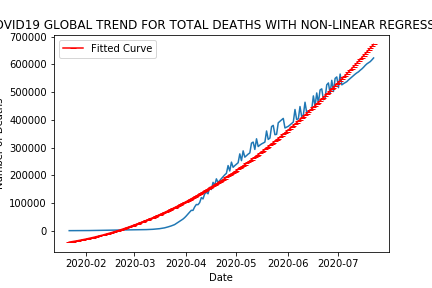 OVID19 GLOBAL TREND FOR TOTAL DEATHS WITH NON-LINEAR REGRESS
Fitted Curve
700000
600000
500000
400000
300000
200000
100000
0
Number of Deaths
2020-02 2020-03 2020-04 2020-05 2020-06 2020-07
Date